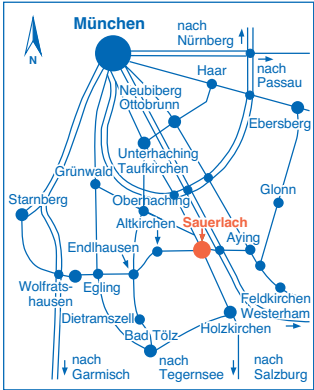 München
nach
Nürnberg
N
Haar
nach
Passau
Neubiberg
Ottobrunn
Ebersberg
Unterhaching
Taufkirchen
Grünwald
Glonn
Starnberg
Oberhaching
Altkirchen
Sauerlach
Endlhausen
Aying
Wolfrats-
hausen
Egling
Feldkirchen
Westerham
Dietramszell
Holzkirchen
Bad Tölz
nach
Garmisch
nach
Tegernsee
nach
Salzburg